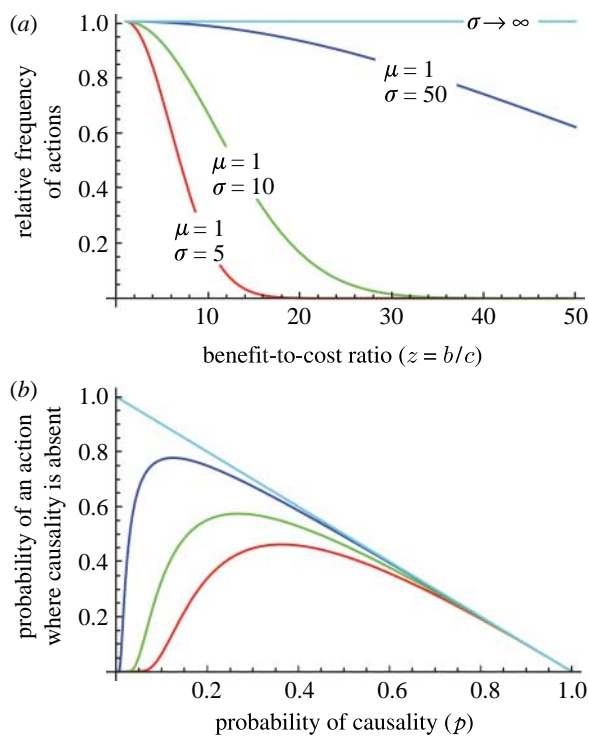 (a)
1.0
0.8
0.6
0.4
0.2
relative frequency
of actions
σ → ∞
μ = 1
σ = 50
μ = 1
σ = 10
μ = 1
σ = 5
10 20 30 40 50
benefit-to-cost ratio (z = b/c)
(b)
1.0
0.8
0.6
0.4
0.2
probability of an action
where causality is absent
0.2 0.4 0.6 0.8 1.0
probability of causality (p)